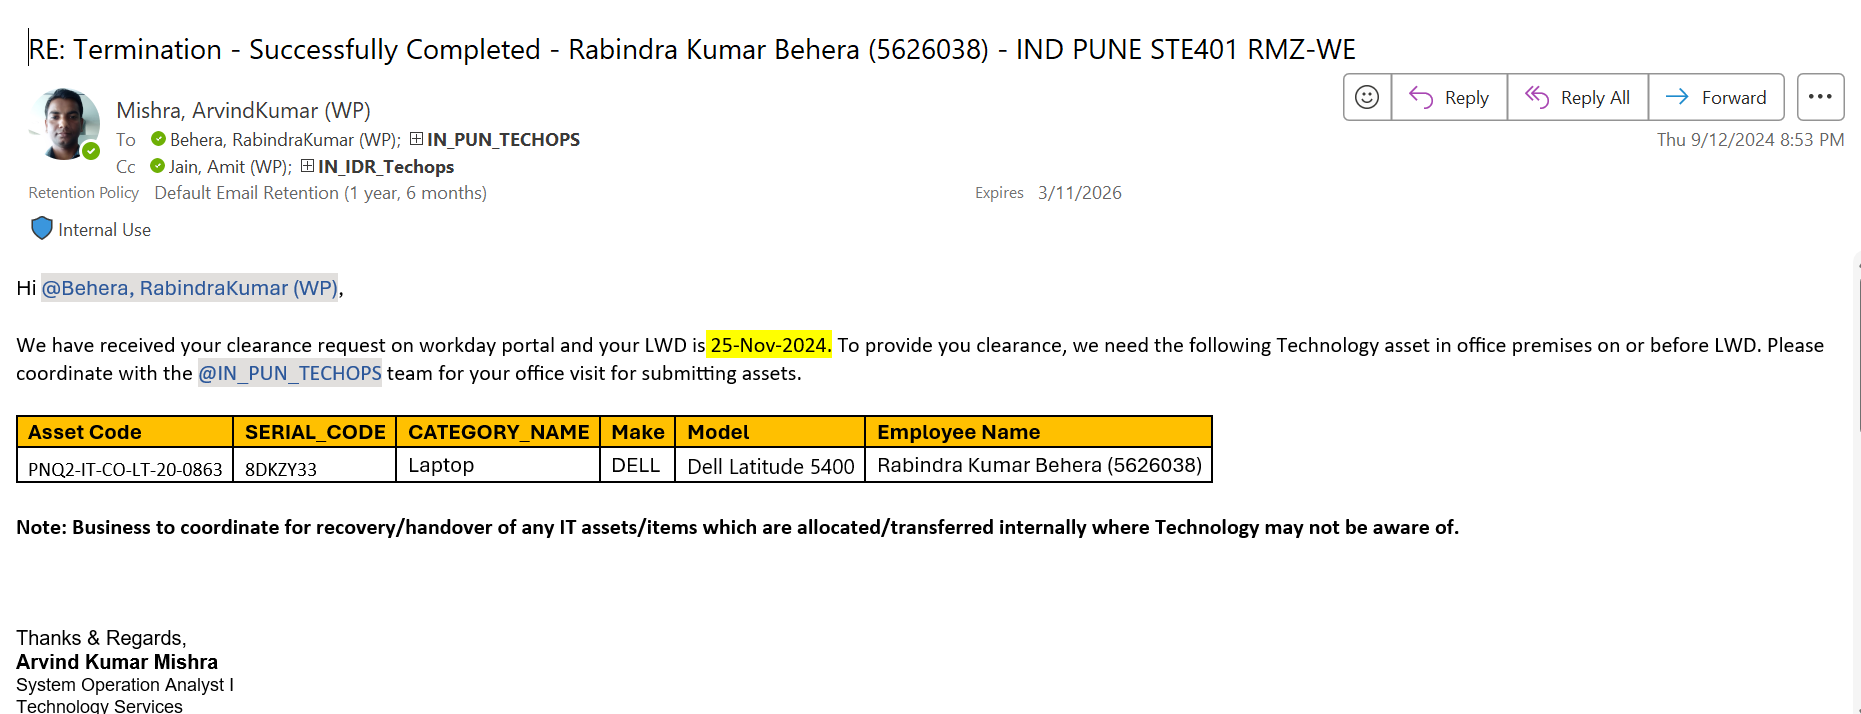 RE: Termination - Successfully Completed - Rabindra Kumar Behera (5626038) - IND PUNE STE401 RMZ-WE
Mishra, ArvindKumar (WP)
Reply
Reply All
Forward
To Behera, RabindraKumar (WP); IN_PUN_TECHOPS
Thu 9/12/2024 8:53 PM
Cc Jain, Amit (WP); IN_IDR_Techops
Retention Policy Default Email Retention (1 year, 6 months)
Expires 3/11/2026
Internal Use
Hi @Behera, RabindraKumar (WP),
We have received your clearance request on workday portal and your LWD is 25-Nov-2024. To provide you clearance, we need the following Technology asset in office premises on or before LWD. Please
coordinate with the @IN_PUN_TECHOPS team for your office visit for submitting assets.
Asset Code SERIAL_CODE CATEGORY_NAME Make Model Employee Name
PNQ2-IT-CO-LT-20-0863 8DKZY33 Laptop DELL Dell Latitude 5400 Rabindra Kumar Behera (5626038)
Note: Business to coordinate for recovery/handover of any IT assets/items which are allocated/transferred internally where Technology may not be aware of.
Thanks & Regards,
Arvind Kumar Mishra
System Operation Analyst I
Technology Services